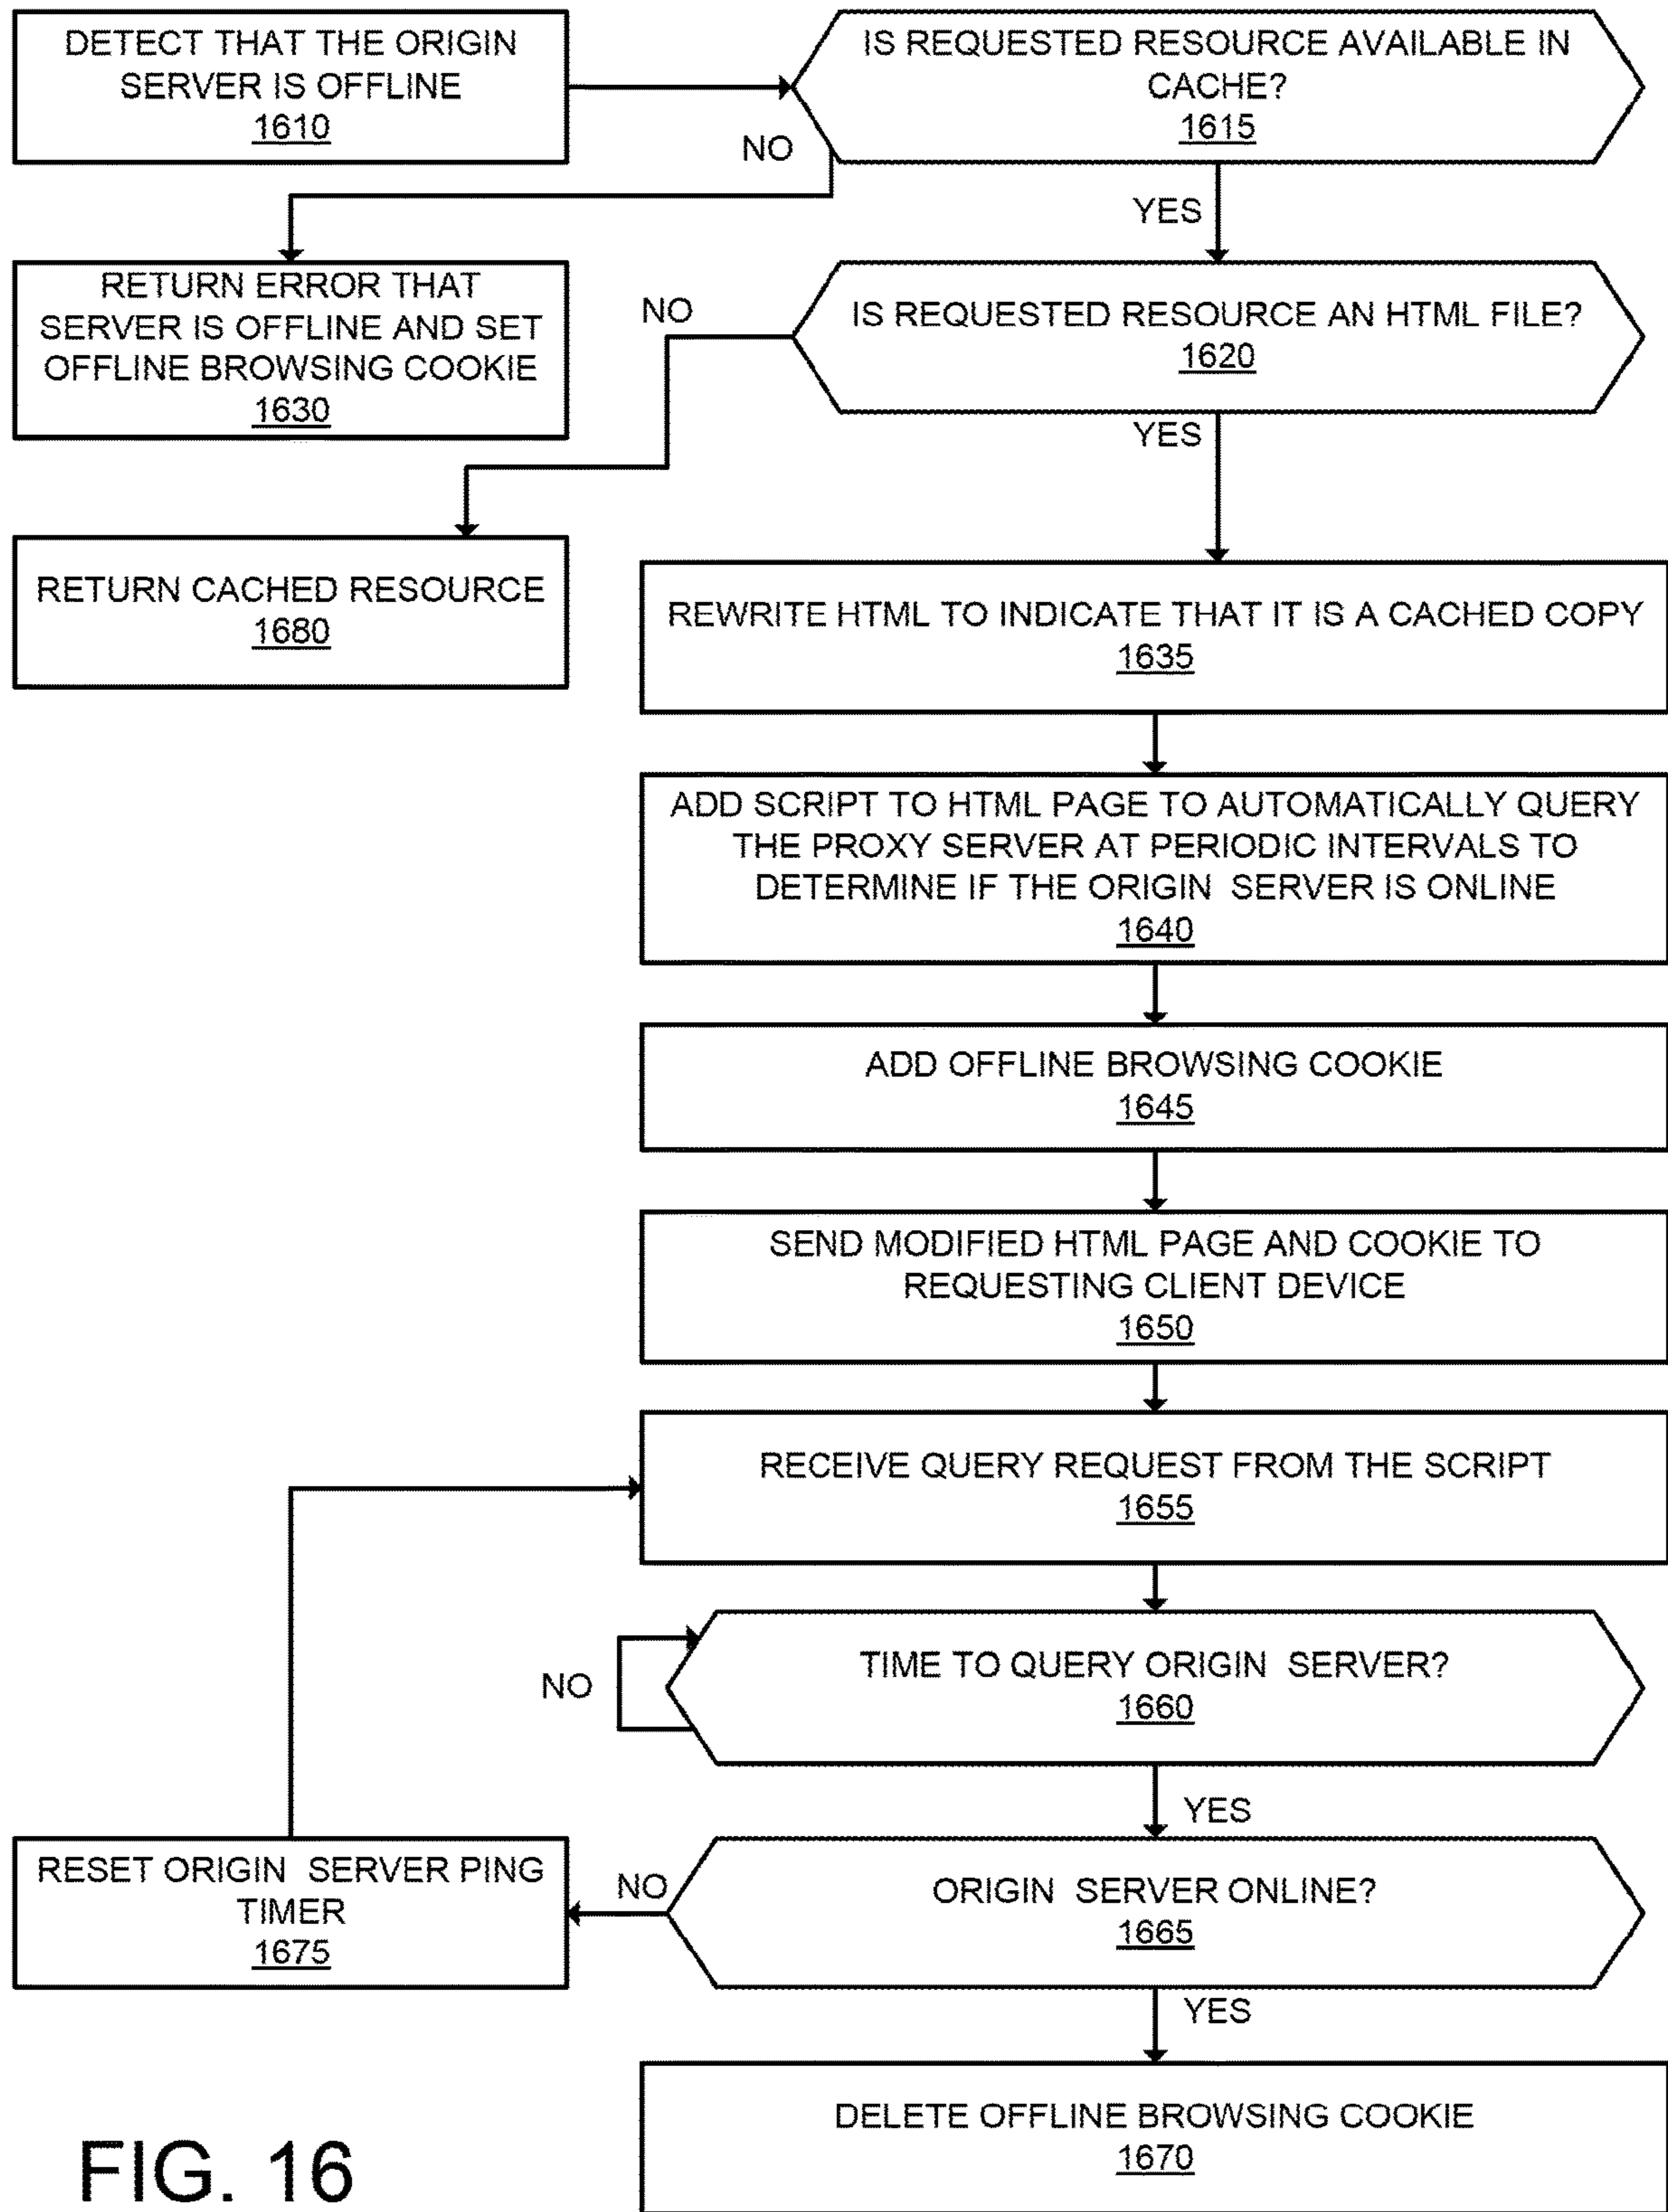 DETECT THAT THE ORIGIN
SERVER IS OFFLINE
1610
IS REQUESTED RESOURCE AVAILABLE IN
CACHE?
1615
NO
YES
RETURN ERROR THAT
SERVER IS OFFLINE AND SET
OFFLINE BROWSING COOKIE
1630
NO
IS REQUESTED RESOURCE AN HTML FILE?
1620
YES
RETURN CACHED RESOURCE
1680
REWRITE HTML TO INDICATE THAT IT IS A CACHED COPY
1635
ADD SCRIPT TO HTML PAGE TO AUTOMATICALLY QUERY
THE PROXY SERVER AT PERIODIC INTERVALS TO
DETERMINE IF THE ORIGIN SERVER IS ONLINE
1640
ADD OFFLINE BROWSING COOKIE
1645
SEND MODIFIED HTML PAGE AND COOKIE TO
REQUESTING CLIENT DEVICE
1650
RECEIVE QUERY REQUEST FROM THE SCRIPT
1655
TIME TO QUERY ORIGIN SERVER?
1660
NO
YES
RESET ORIGIN SERVER PING
TIMER
1675
NO
ORIGIN SERVER ONLINE?
1665
YES
DELETE OFFLINE BROWSING COOKIE
1670
FIG. 16